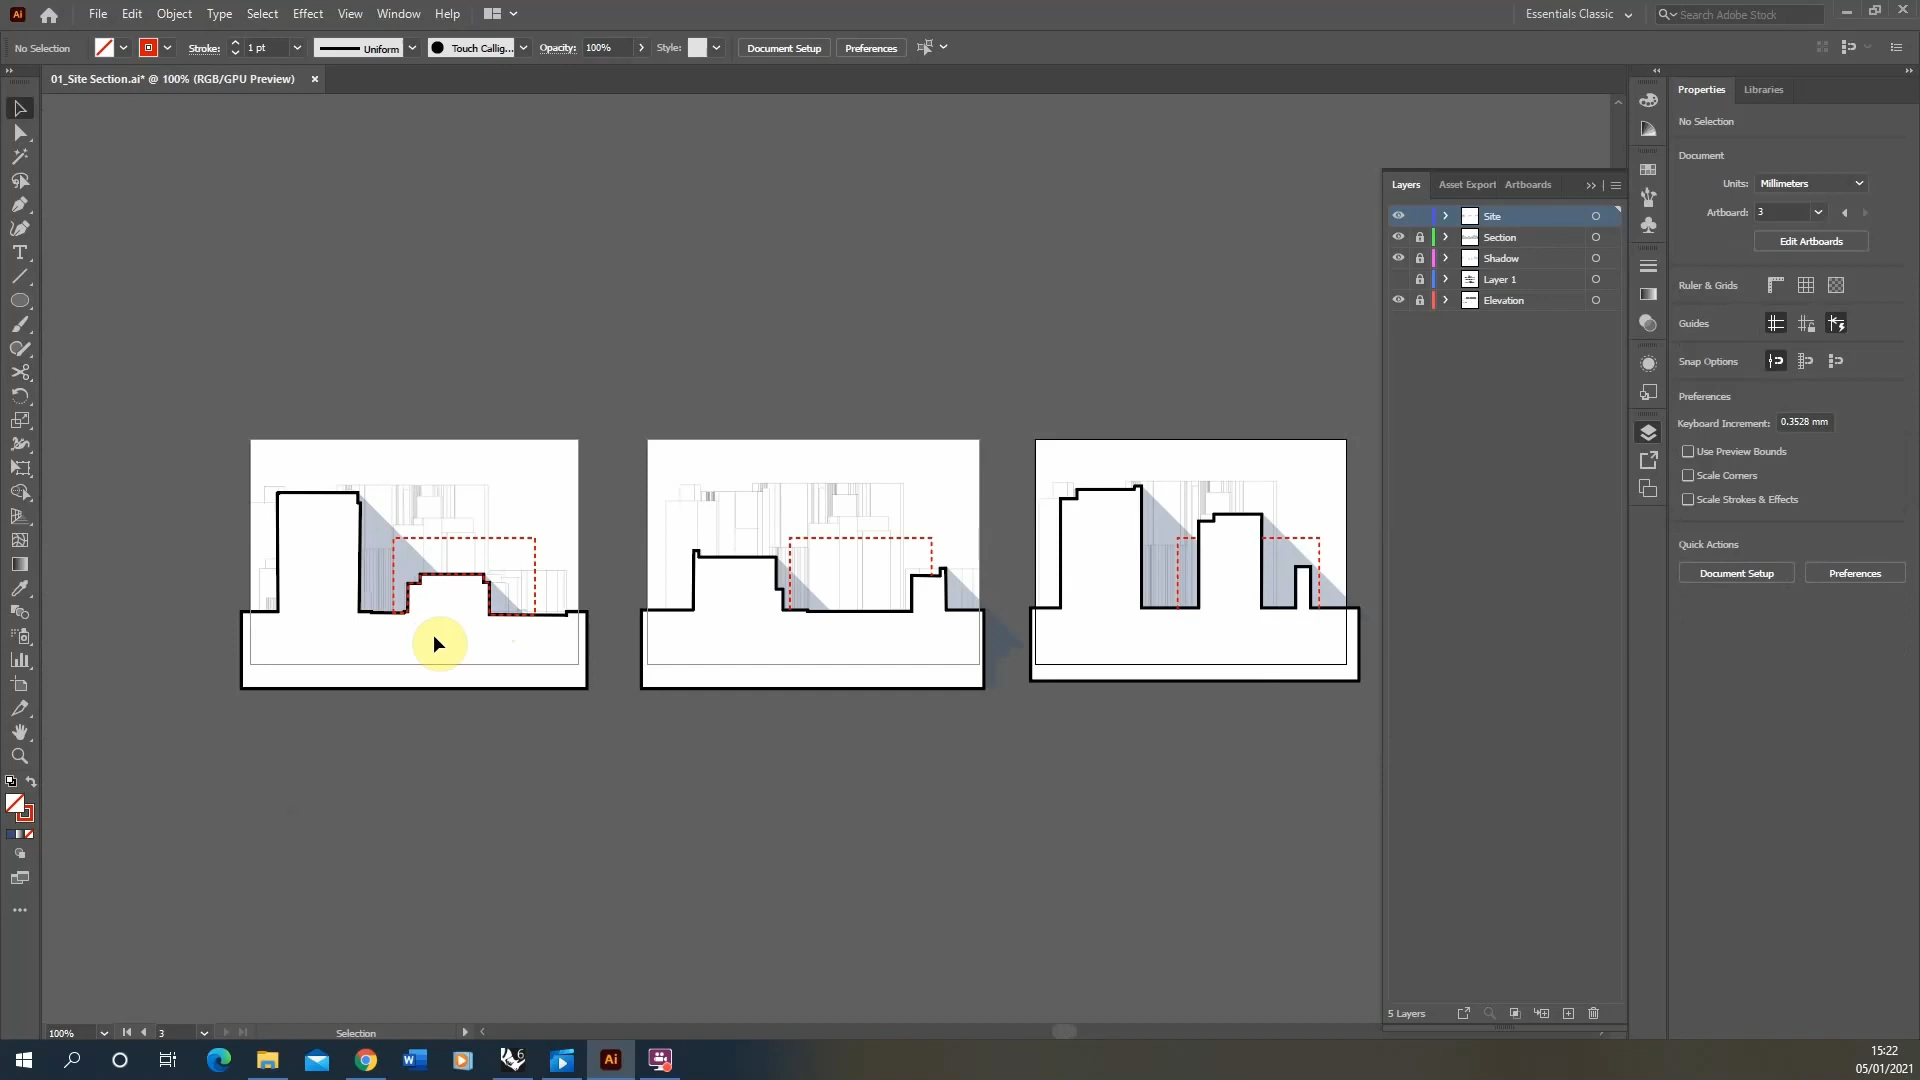 Ai File Edit Object Type Select Effect View Window Help Essentials Classic Search Adobe Stock
No Selection Stroke: 1 pt Uniform Touch Callig... Opacity: 100% Style: Document Setup Preferences
01_Site Section.ai* @ 100% (RGB/GPU Preview) ×
Properties Libraries
No Selection
Document
Units: Millimeters
Artboard: 3
Edit Artboards
Ruler & Grids
Guides
Snap Options
Preferences
Keyboard Increment: 0.3528 mm
Use Preview Bounds
Scale Corners
Scale Strokes & Effects
Quick Actions
Document Setup Preferences
Layers Asset Export Artboards
Site
Section
Shadow
Layer 1
Elevation
5 Layers
100% 3 Selection
15:22
05/01/2021